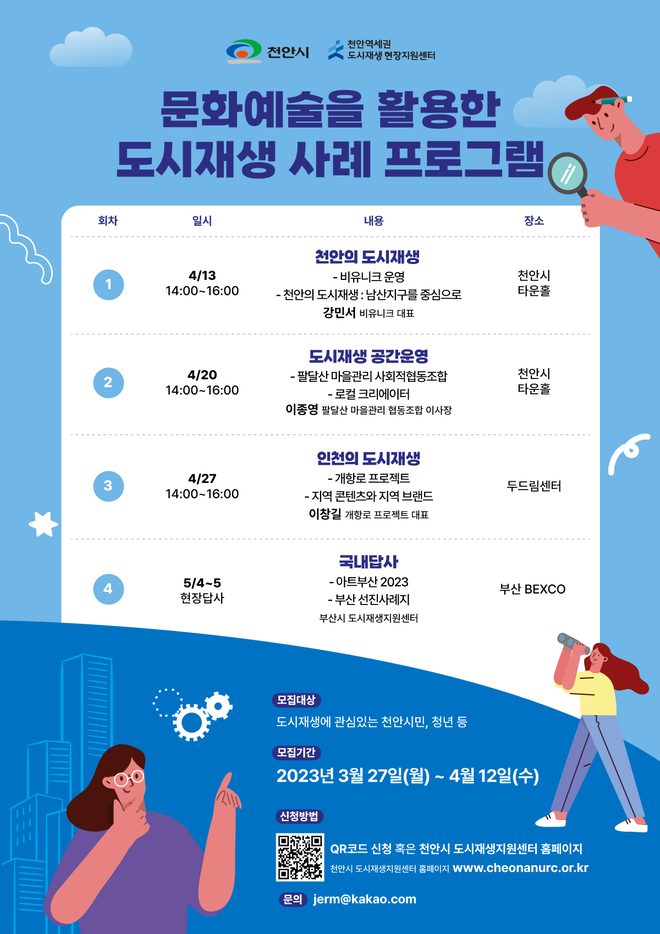 천안시
천안역세권
도시재생 현장지원센터
문화예술을 활용한
도시재생 사례 프로그램
회차 일시 내용 장소
1
4/13
14:00~16:00
천안의 도시재생
- 비유니크 운영
- 천안의 도시재생 : 남산지구를 중심으로
강민서 비유니크 대표
천안시
타운홀
2
4/20
14:00~16:00
도시재생 공간운영
- 팔달산 마을관리 사회적협동조합
- 로컬 크리에이터
이종영 팔달산 마을관리 협동조합 이사장
천안시
타운홀
3
4/27
14:00~16:00
인천의 도시재생
- 개항로 프로젝트
- 지역 콘텐츠와 지역 브랜드
이창길 개항로 프로젝트 대표
두드림센터
4
5/4~5
현장답사
국내답사
- 아트부산 2023
- 부산 선진사례지
부산시 도시재생지원센터
부산 BEXCO
모집대상
도시재생에 관심있는 천안시민, 청년 등
모집기간
2023년 3월 27일(월) ~ 4월 12일(수)
신청방법
QR코드 신청 혹은 천안시 도시재생지원센터 홈페이지
천안시 도시재생지원센터 홈페이지 www.cheonanurc.or.kr
문의 jerm@kakao.com